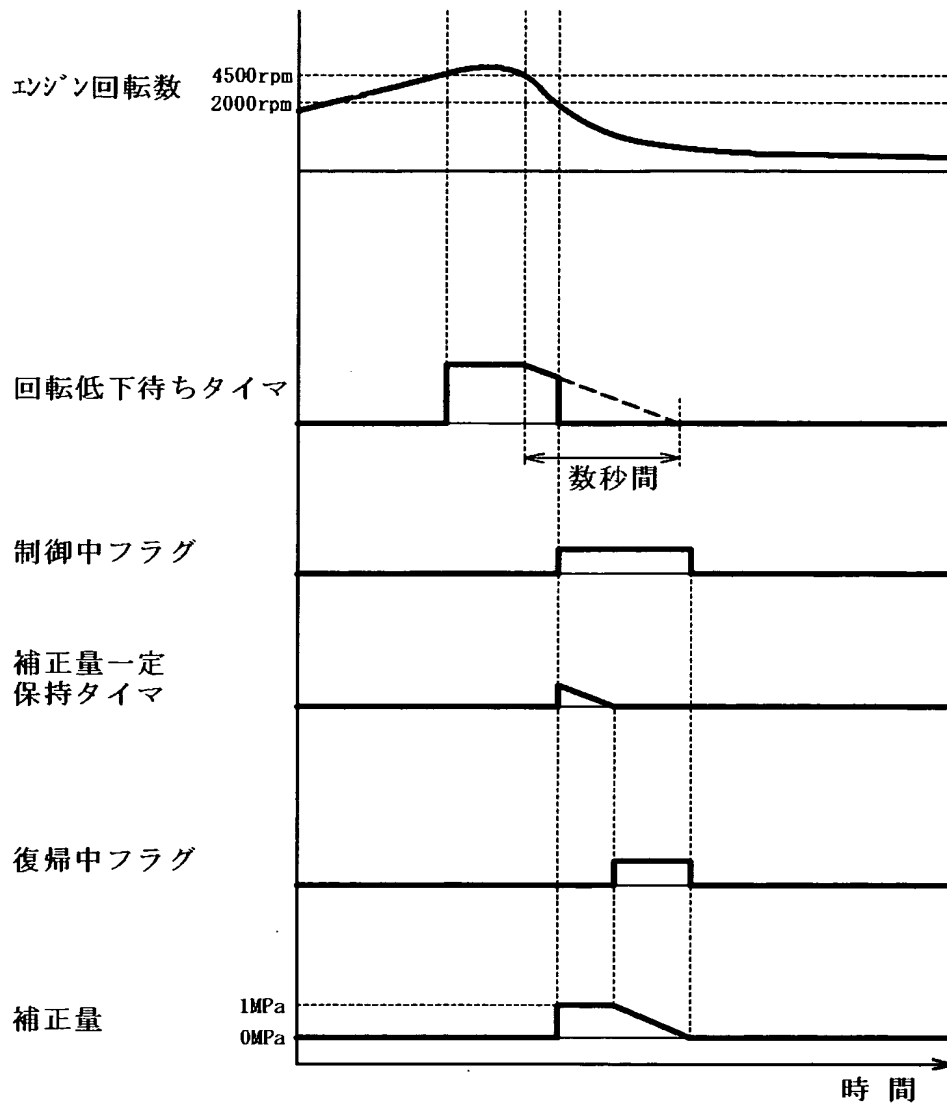 エンジン回転数
4500rpm
2000rpm
回転低下待ちタイマ
数秒間
制御中フラグ
補正量一定
保持タイマ
復帰中フラグ
補正量
1MPa
0MPa
時間